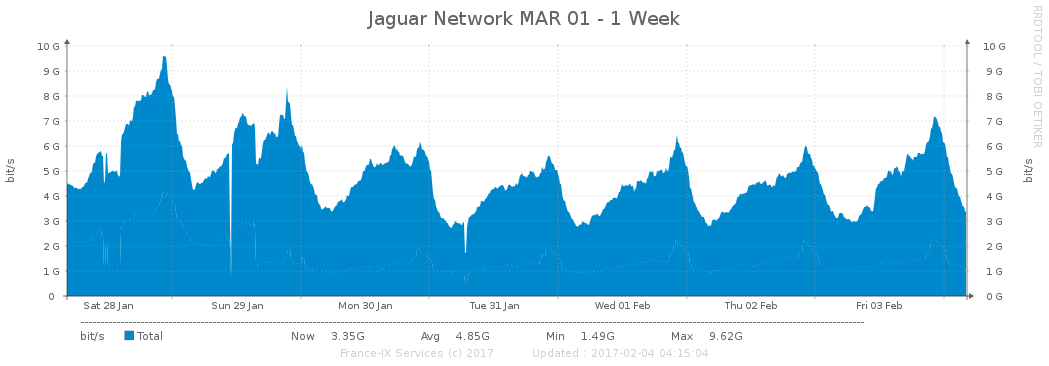 Jaguar Network MAR 01 - 1 Week
RRDTOOL / TOBI OETIKER
bit/s
bit/s
10 G 10 G
9 G 9 G
8 G 8 G
7 G 7 G
6 G 6 G
5 G 5 G
4 G 4 G
3 G 3 G
2 G 2 G
1 G 1 G
0 0 G
Sat 28 Jan Sun 29 Jan Mon 30 Jan Tue 31 Jan Wed 01 Feb Thu 02 Feb Fri 03 Feb
bit/s Total Now 3.35G Avg 4.85G Min 1.49G Max 9.62G
France-IX Services (c) 2017 Updated : 2017-02-04 04:15:04